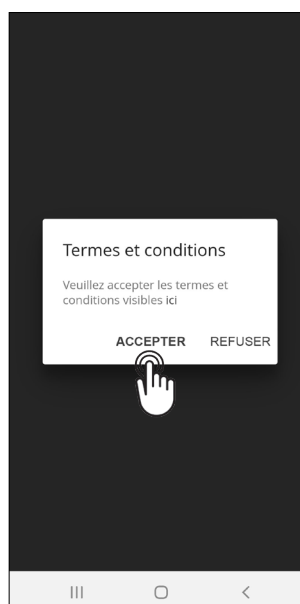 Termes et conditions
Veuillez accepter les termes et
conditions visibles ici
ACCEPTER REFUSER